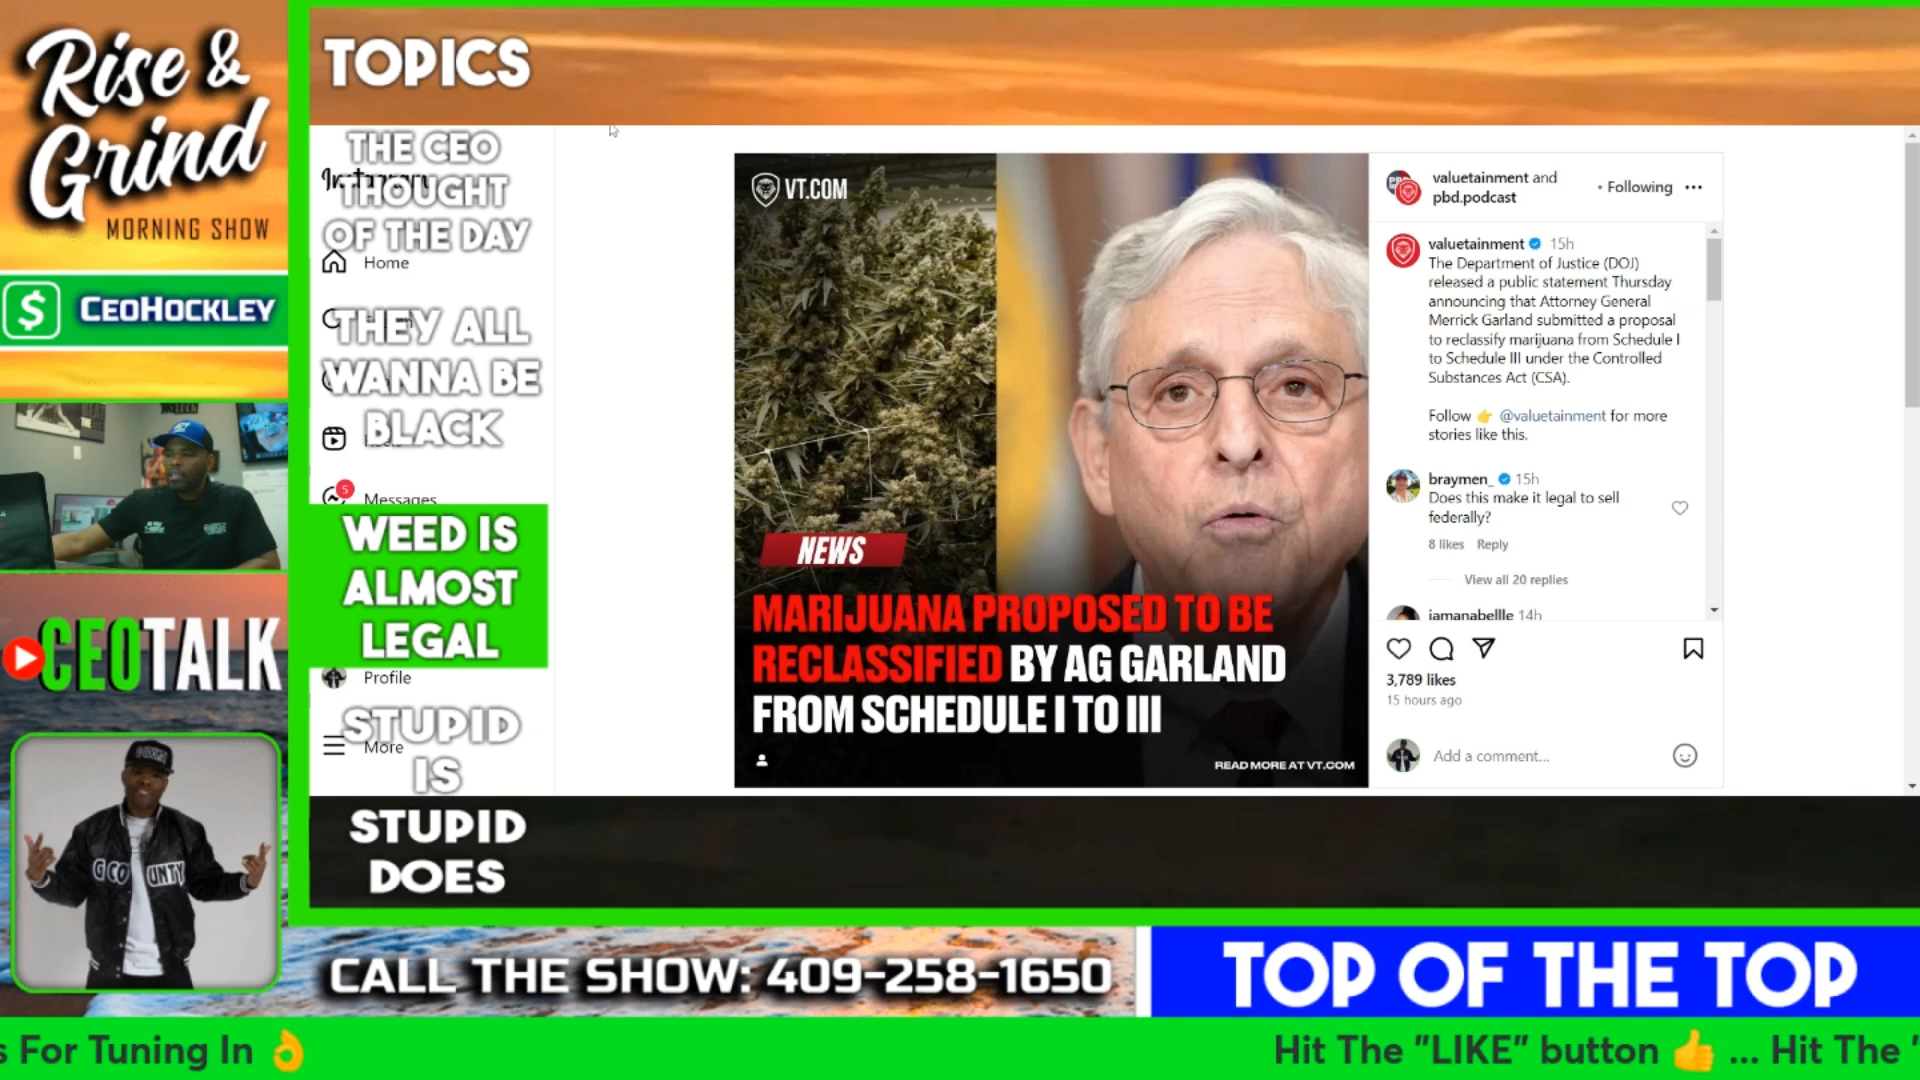 Rise &
Grind
MORNING SHOW
$ CEOHOCKLEY
CEOTALK
G COUNTY
TOPICS
THE CEO
THOUGHT
OF THE DAY
Instagram
Home
THEY ALL
WANNA BE
BLACK
5
Messages
WEED IS
ALMOST
LEGAL
Profile
STUPID
IS
More
STUPID
DOES
VT.COM
NEWS
MARIJUANA PROPOSED TO BE
RECLASSIFIED BY AG GARLAND
FROM SCHEDULE I TO III
READ MORE AT VT.COM
valuetainment and
pbd.podcast
• Following
valuetainment 15h
The Department of Justice (DOJ)
released a public statement Thursday
announcing that Attorney General
Merrick Garland submitted a proposal
to reclassify marijuana from Schedule I
to Schedule III under the Controlled
Substances Act (CSA).
Follow 👉 @valuetainment for more
stories like this.
braymen_ 15h
Does this make it legal to sell
federally?
8 likes Reply
View all 20 replies
iamanabellle 14h
3,789 likes
15 hours ago
Add a comment...
CALL THE SHOW: 409-258-1650
TOP OF THE TOP
s For Tuning In 👌
Hit The "LIKE" button 👍 ... Hit The "